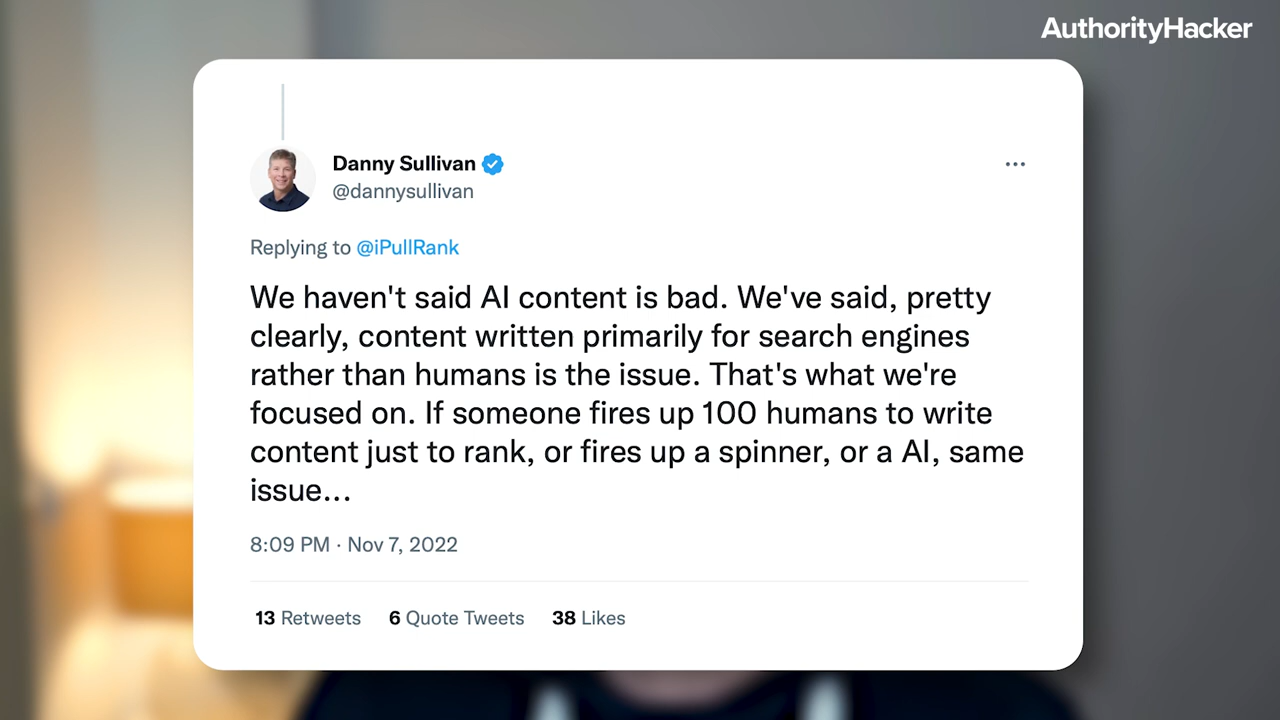 AuthorityHacker
Danny Sullivan
@dannysullivan
Replying to @iPullRank
We haven't said AI content is bad. We've said, pretty
clearly, content written primarily for search engines
rather than humans is the issue. That's what we're
focused on. If someone fires up 100 humans to write
content just to rank, or fires up a spinner, or a AI, same
issue...
8:09 PM · Nov 7, 2022
13 Retweets 6 Quote Tweets 38 Likes